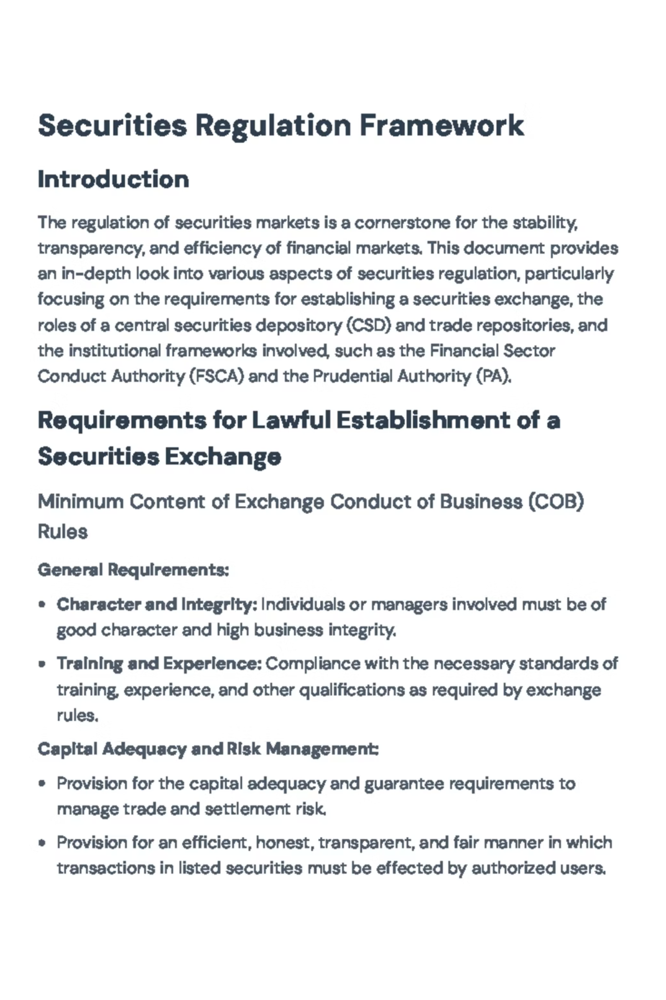 Securities Regulation Framework
Introduction
The regulation of securities markets is a cornerstone for the stability,
transparency, and efficiency of financial markets. This document provides
an in-depth look into various aspects of securities regulation, particularly
focusing on the requirements for establishing a securities exchange, the
roles of a central securities depository (CSD) and trade repositories, and
the institutional frameworks involved, such as the Financial Sector
Conduct Authority (FSCA) and the Prudential Authority (PA).
Requirements for Lawful Establishment of a
Securities Exchange
Minimum Content of Exchange Conduct of Business (COB)
Rules
General Requirements:
• Character and Integrity: Individuals or managers involved must be of
good character and high business integrity.
• Training and Experience: Compliance with the necessary standards of
training, experience, and other qualifications as required by exchange
rules.
Capital Adequacy and Risk Management:
• Provision for the capital adequacy and guarantee requirements to
manage trade and settlement risk.
• Provision for an efficient, honest, transparent, and fair manner in which
transactions in listed securities must be effected by authorized users.